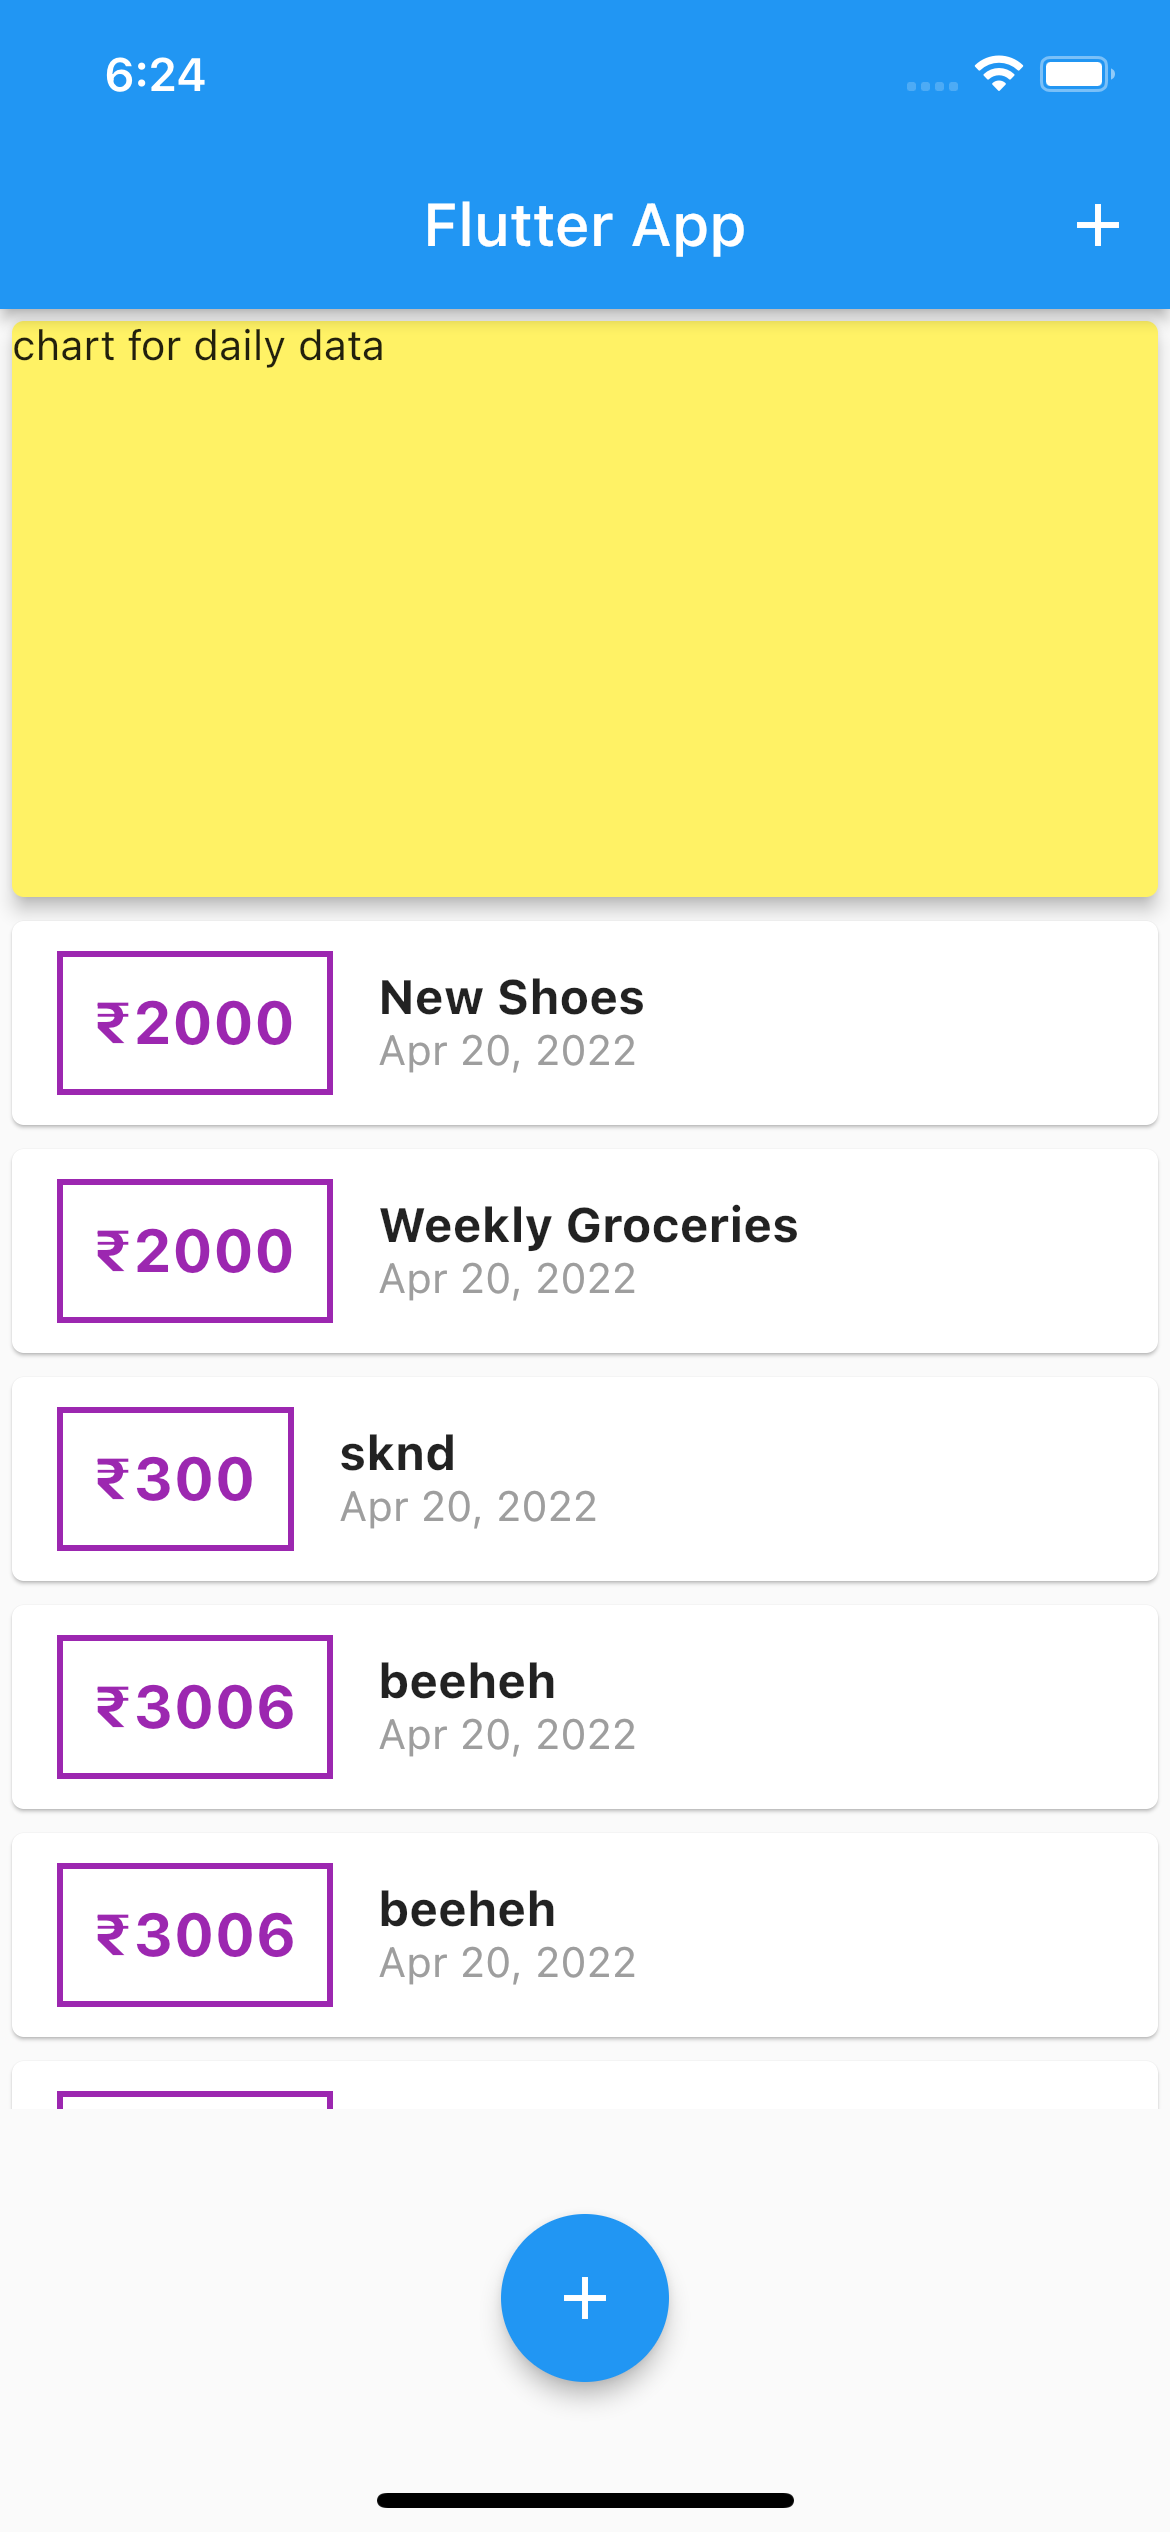 6:24
Flutter App
chart for daily data
₹2000
New Shoes
Apr 20, 2022
₹2000
Weekly Groceries
Apr 20, 2022
₹300
sknd
Apr 20, 2022
₹3006
beeheh
Apr 20, 2022
₹3006
beeheh
Apr 20, 2022